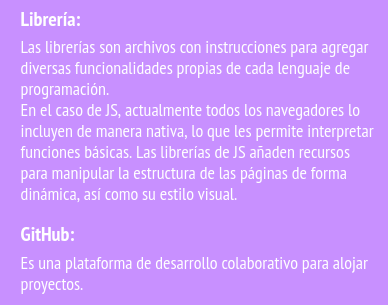 Librería:
Las librerías son archivos con instrucciones para agregar
diversas funcionalidades propias de cada lenguaje de
programación.
En el caso de JS, actualmente todos los navegadores lo
incluyen de manera nativa, lo que les permite interpretar
funciones básicas. Las librerías de JS añaden recursos
para manipular la estructura de las páginas de forma
dinámica, así como su estilo visual.
GitHub:
Es una plataforma de desarrollo colaborativo para alojar
proyectos.